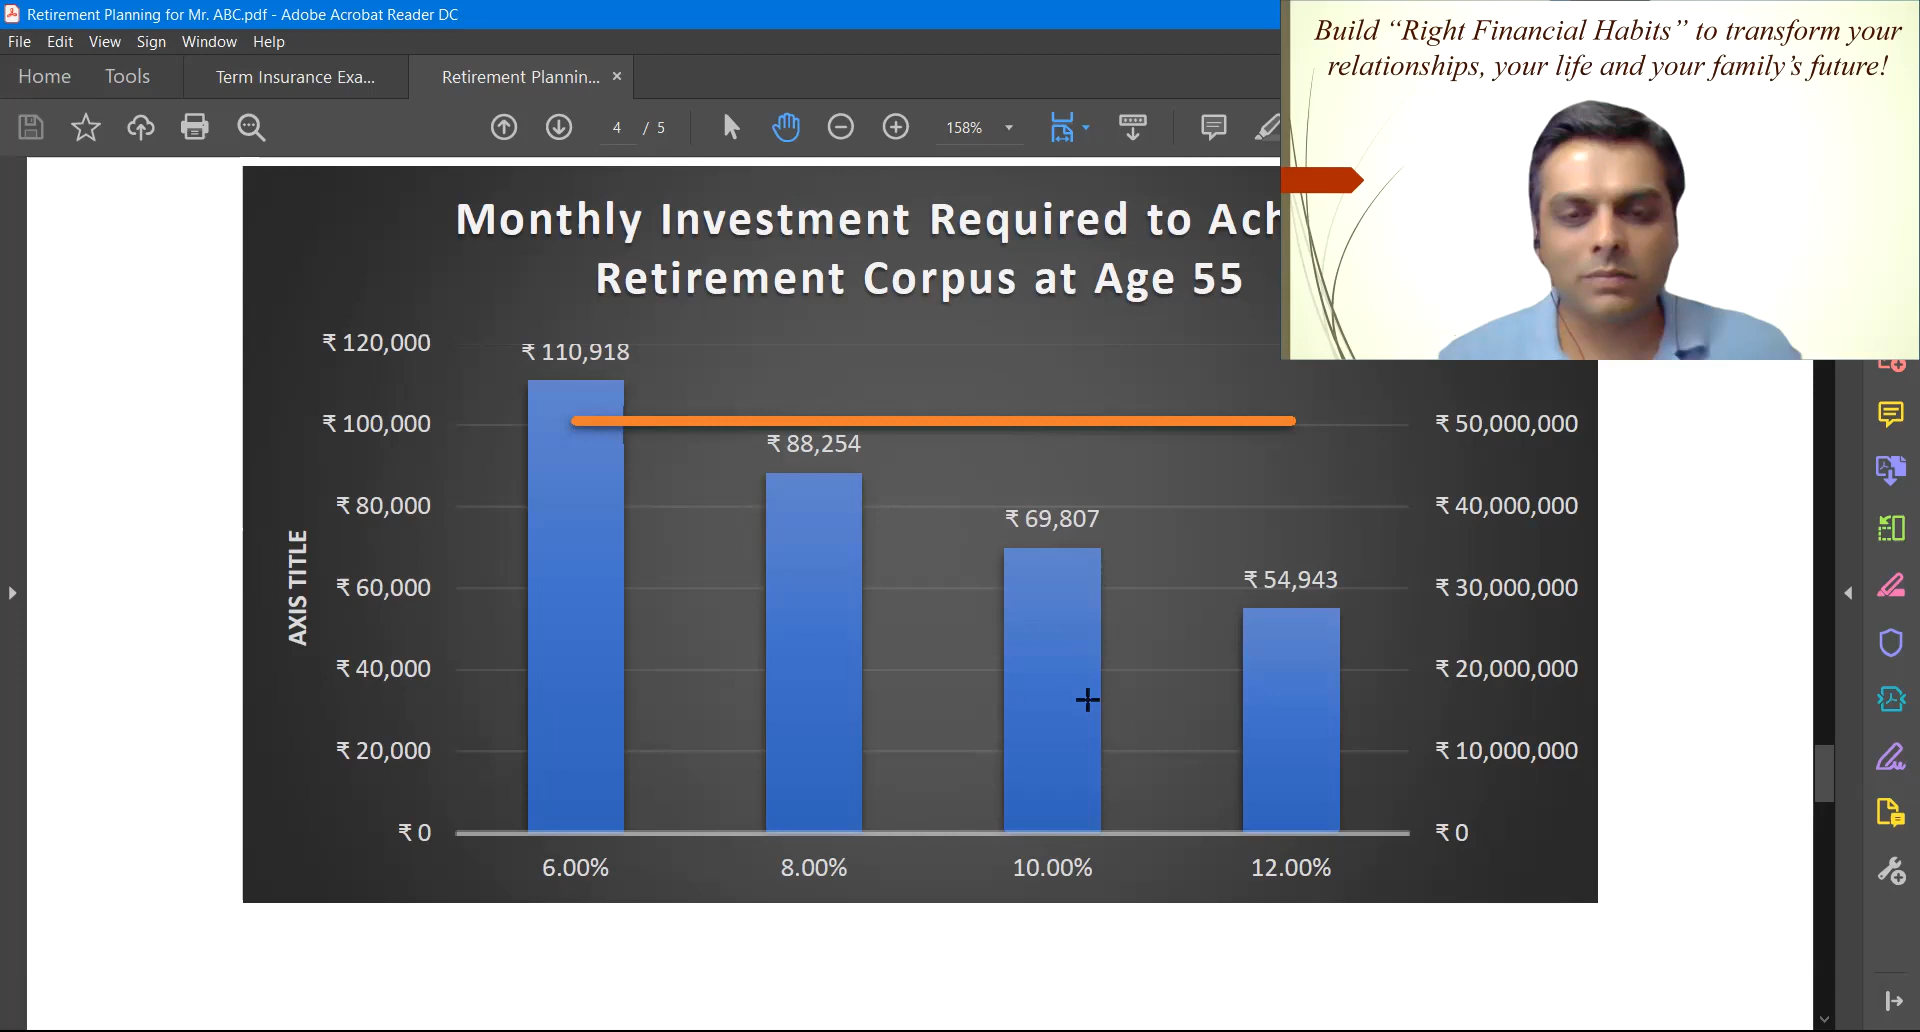 Retirement Planning for Mr. ABC.pdf - Adobe Acrobat Reader DC
File Edit View Sign Window Help
Home Tools Term Insurance Exa... Retirement Plannin... ×
4 / 5 158%
Build “Right Financial Habits” to transform your
relationships, your life and your family’s future!
Monthly Investment Required to Ach
Retirement Corpus at Age 55
₹ 120,000
₹ 100,000
₹ 80,000
₹ 60,000
₹ 40,000
₹ 20,000
₹ 0
AXIS TITLE
₹ 110,918
₹ 88,254
₹ 69,807
₹ 54,943
₹ 50,000,000
₹ 40,000,000
₹ 30,000,000
₹ 20,000,000
₹ 10,000,000
₹ 0
6.00% 8.00% 10.00% 12.00%